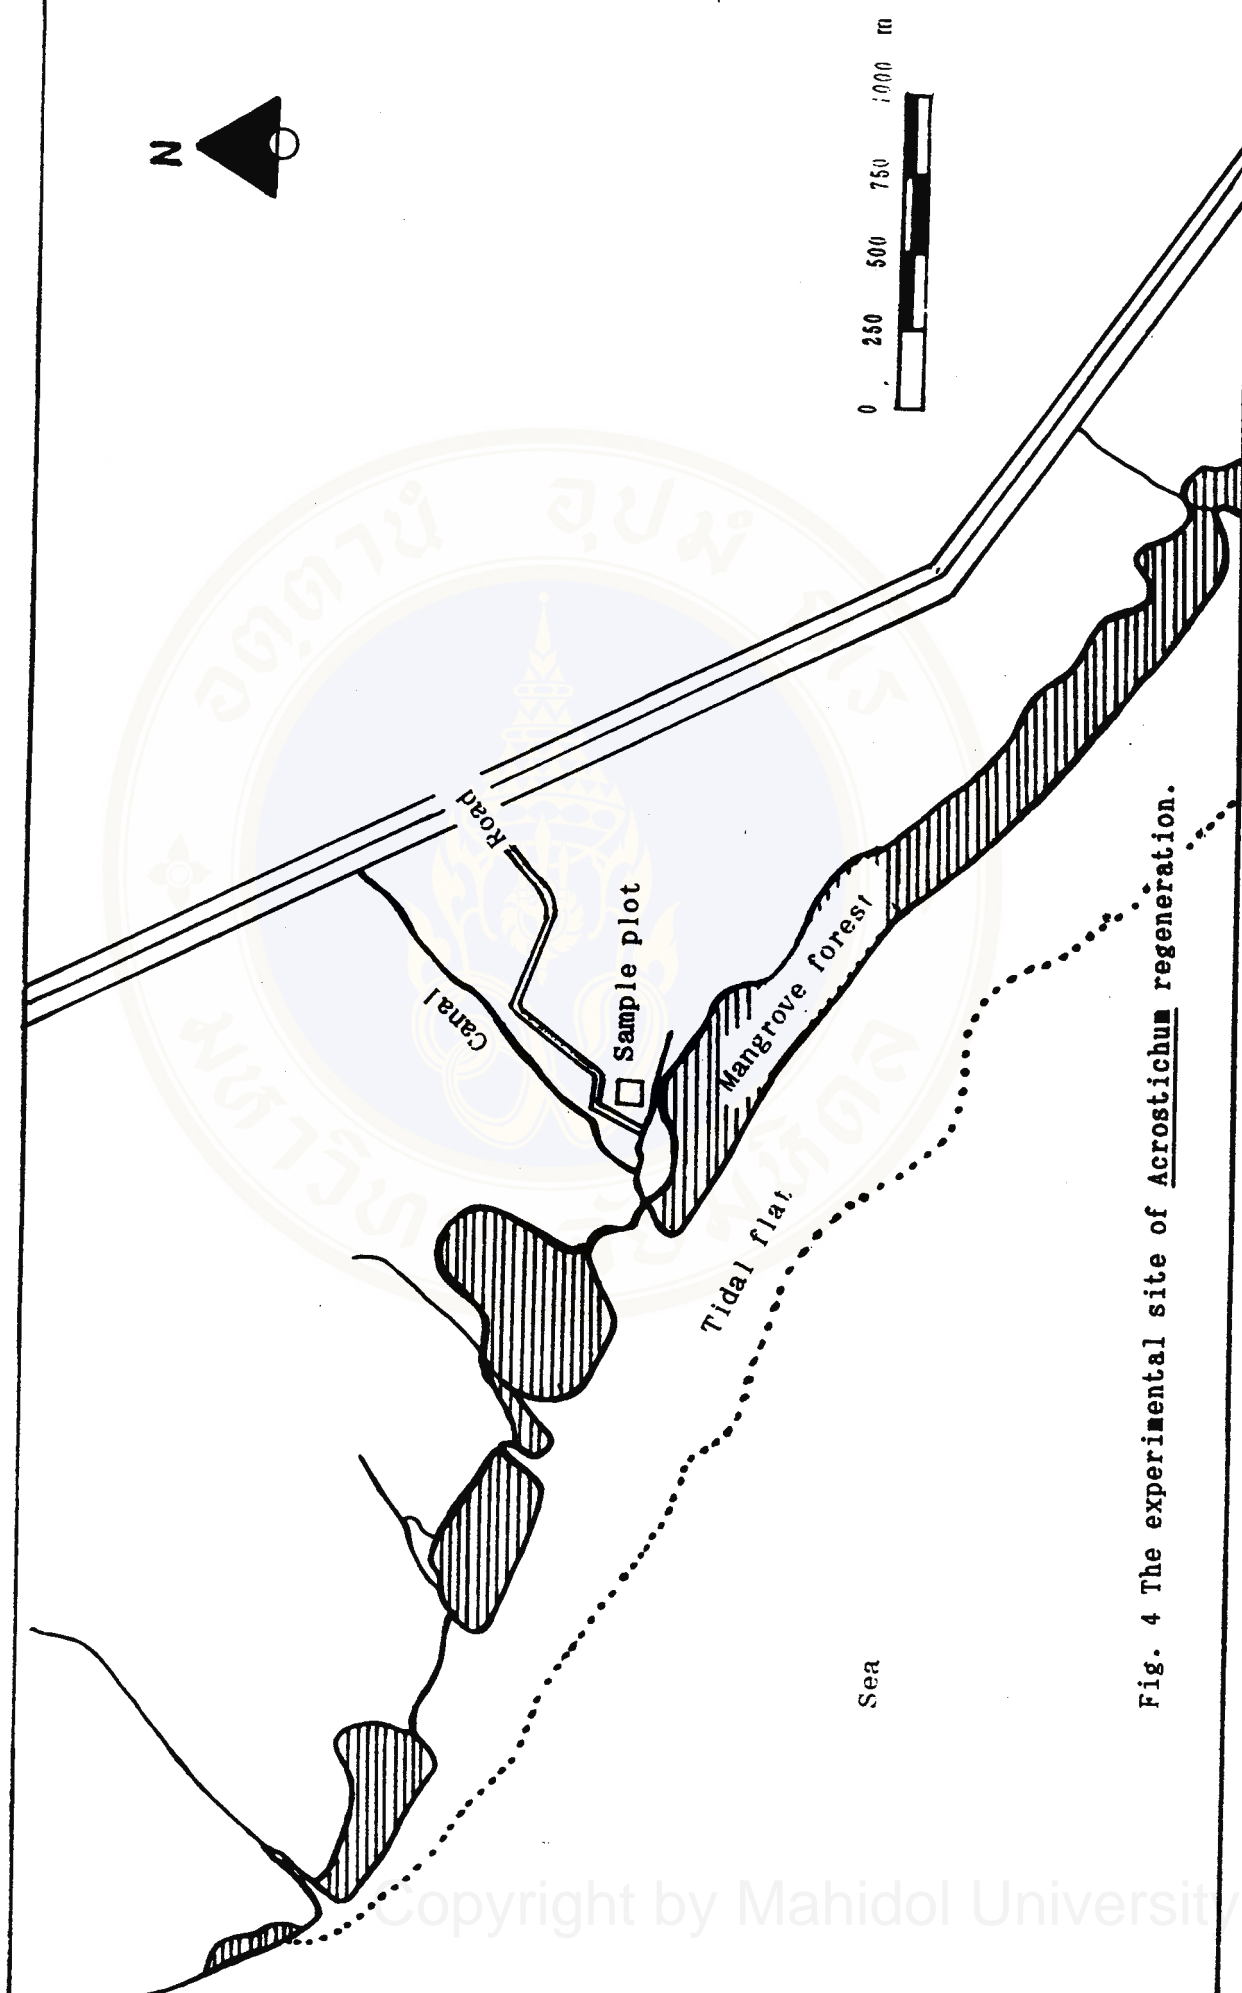 N
0 250 500 750 1000 m
Road
Canal
Sample plot
Mangrove forest
Tidal flat
Sea
Fig. 4 The experimental site of Acrostichum regeneration.
Copyright by Mahidol University